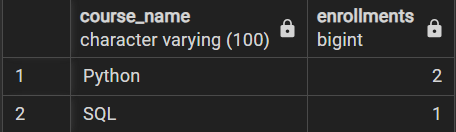 course_name enrollments
character varying (100) bigint
1 Python 2
2 SQL 1